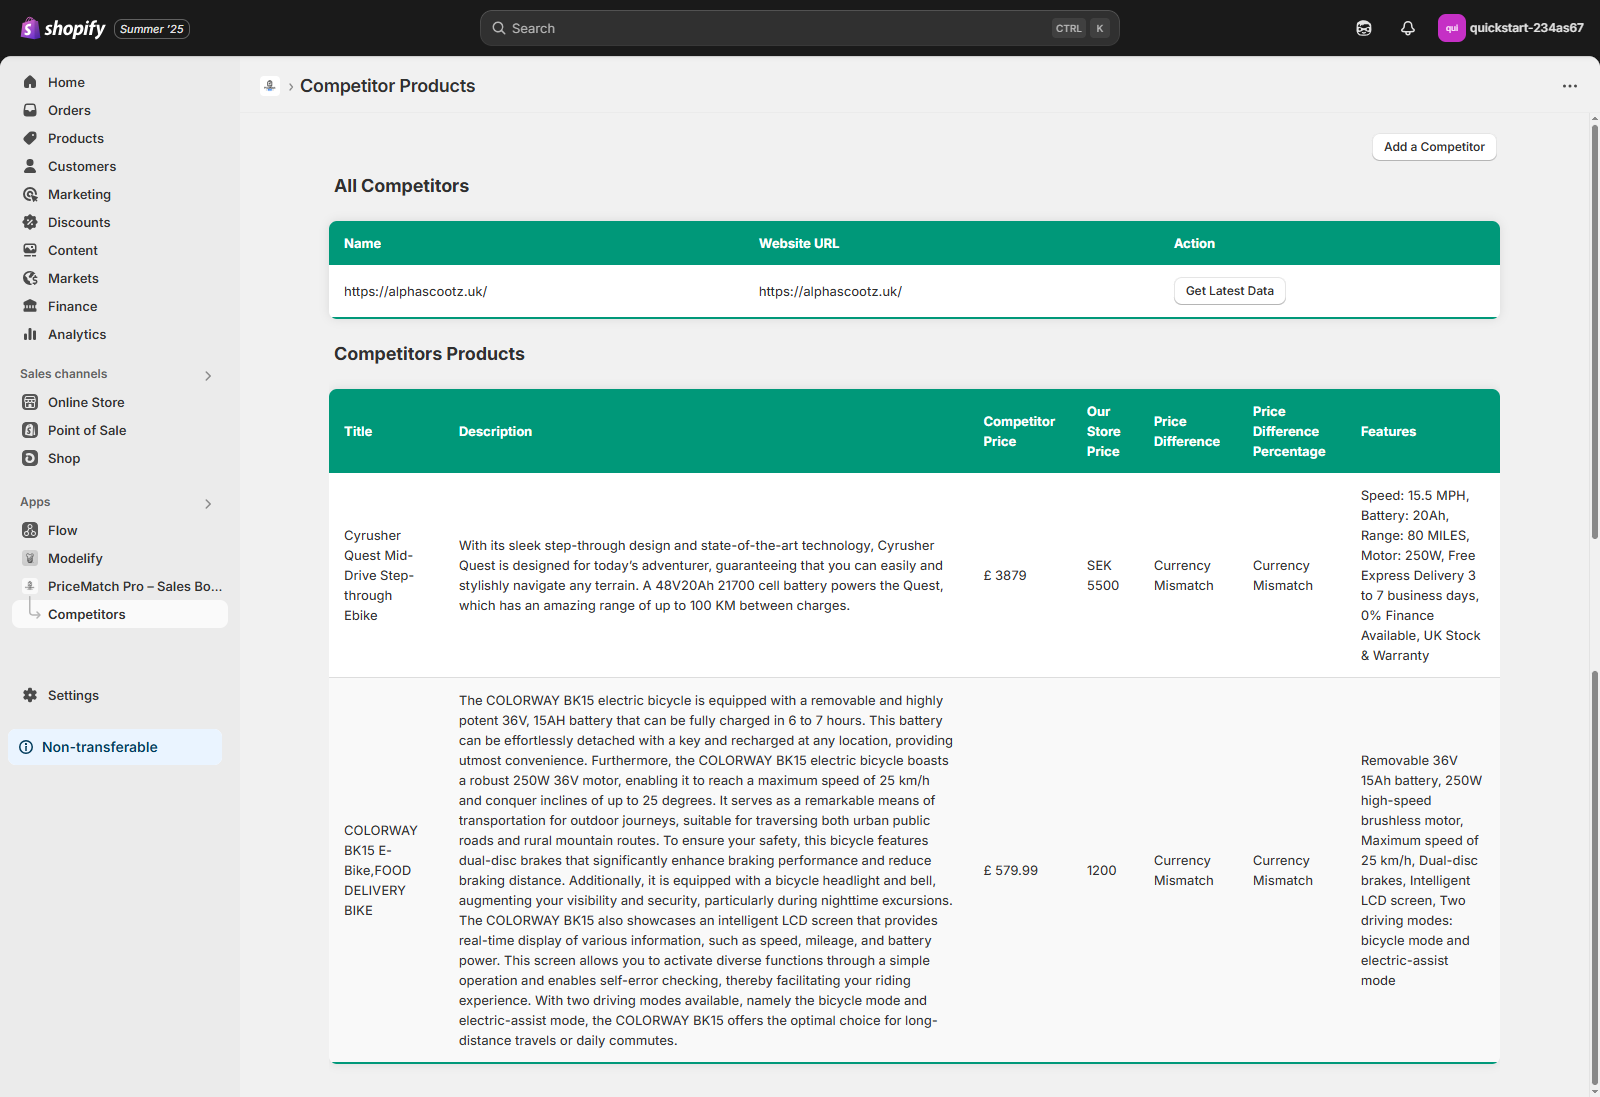 shopify Summer '25
Search CTRL K
qui quickstart-234as67
Home
Orders
Products
Customers
Marketing
Discounts
Content
Markets
Finance
Analytics
Sales channels
Online Store
Point of Sale
Shop
Apps
Flow
Modelify
PriceMatch Pro – Sales Bo...
Competitors
Settings
Non-transferable
Competitor Products
Add a Competitor
All Competitors
Name Website URL Action
https://alphascootz.uk/ https://alphascootz.uk/ Get Latest Data
Competitors Products
Title
Description
Competitor
Price
Our
Store
Price
Price
Difference
Price
Difference
Percentage
Features
Cyrusher
Quest Mid-
Drive Step-
through
Ebike
With its sleek step-through design and state-of-the-art technology, Cyrusher
Quest is designed for today’s adventurer, guaranteeing that you can easily and
stylishly navigate any terrain. A 48V20Ah 21700 cell battery powers the Quest,
which has an amazing range of up to 100 KM between charges.
£ 3879
SEK
5500
Currency
Mismatch
Currency
Mismatch
Speed: 15.5 MPH,
Battery: 20Ah,
Range: 80 MILES,
Motor: 250W, Free
Express Delivery 3
to 7 business days,
0% Finance
Available, UK Stock
& Warranty
COLORWAY
BK15 E-
Bike,FOOD
DELIVERY
BIKE
The COLORWAY BK15 electric bicycle is equipped with a removable and highly
potent 36V, 15AH battery that can be fully charged in 6 to 7 hours. This battery
can be effortlessly detached with a key and recharged at any location, providing
utmost convenience. Furthermore, the COLORWAY BK15 electric bicycle boasts
a robust 250W 36V motor, enabling it to reach a maximum speed of 25 km/h
and conquer inclines of up to 25 degrees. It serves as a remarkable means of
transportation for outdoor journeys, suitable for traversing both urban public
roads and rural mountain routes. To ensure your safety, this bicycle features
dual-disc brakes that significantly enhance braking performance and reduce
braking distance. Additionally, it is equipped with a bicycle headlight and bell,
augmenting your visibility and security, particularly during nighttime excursions.
The COLORWAY BK15 also showcases an intelligent LCD screen that provides
real-time display of various information, such as speed, mileage, and battery
power. This screen allows you to activate diverse functions through a simple
operation and enables self-error checking, thereby facilitating your riding
experience. With two driving modes available, namely the bicycle mode and
electric-assist mode, the COLORWAY BK15 offers the optimal choice for long-
distance travels or daily commutes.
£ 579.99
1200
Currency
Mismatch
Currency
Mismatch
Removable 36V
15Ah battery, 250W
high-speed
brushless motor,
Maximum speed of
25 km/h, Dual-disc
brakes, Intelligent
LCD screen, Two
driving modes:
bicycle mode and
electric-assist
mode